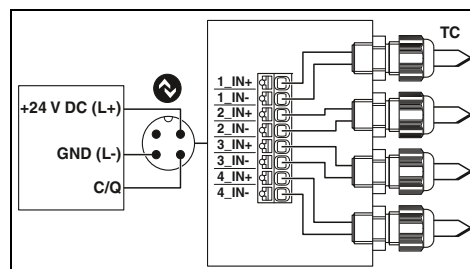 TC
+24 V DC (L+)
GND (L-)
C/Q
1_IN+
1_IN-
2_IN+
2_IN-
3_IN+
3_IN-
4_IN+
4_IN-